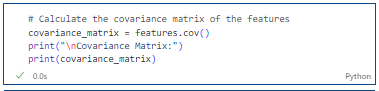 # Calculate the covariance matrix of the features
covariance_matrix = features.cov()
print("\nCovariance Matrix:")
print(covariance_matrix)
✓ 0.0s Python